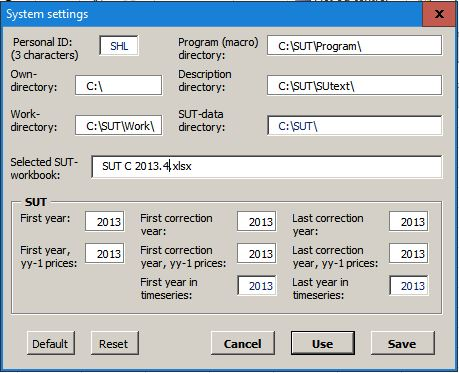 System settings
x
Personal ID: SHL Program (macro) C:\SUT\Program\
(3 characters) directory:
Own- C:\ Description C:\SUT\SUtext\
directory: directory:
Work- C:\SUT\Work\ SUT-data C:\SUT\
directory: directory:
Selected SUT- SUT C 2013.4.xlsx
workbook:
SUT
First year: 2013 First correction 2013 Last correction 2013
year: year:
First year, 2013 First correction 2013 Last correction 2013
yy-1 prices: year, yy-1 prices: year, yy-1 prices:
First year in 2013 Last year in 2013
timeseries: timeseries:
Default Reset Cancel Use Save